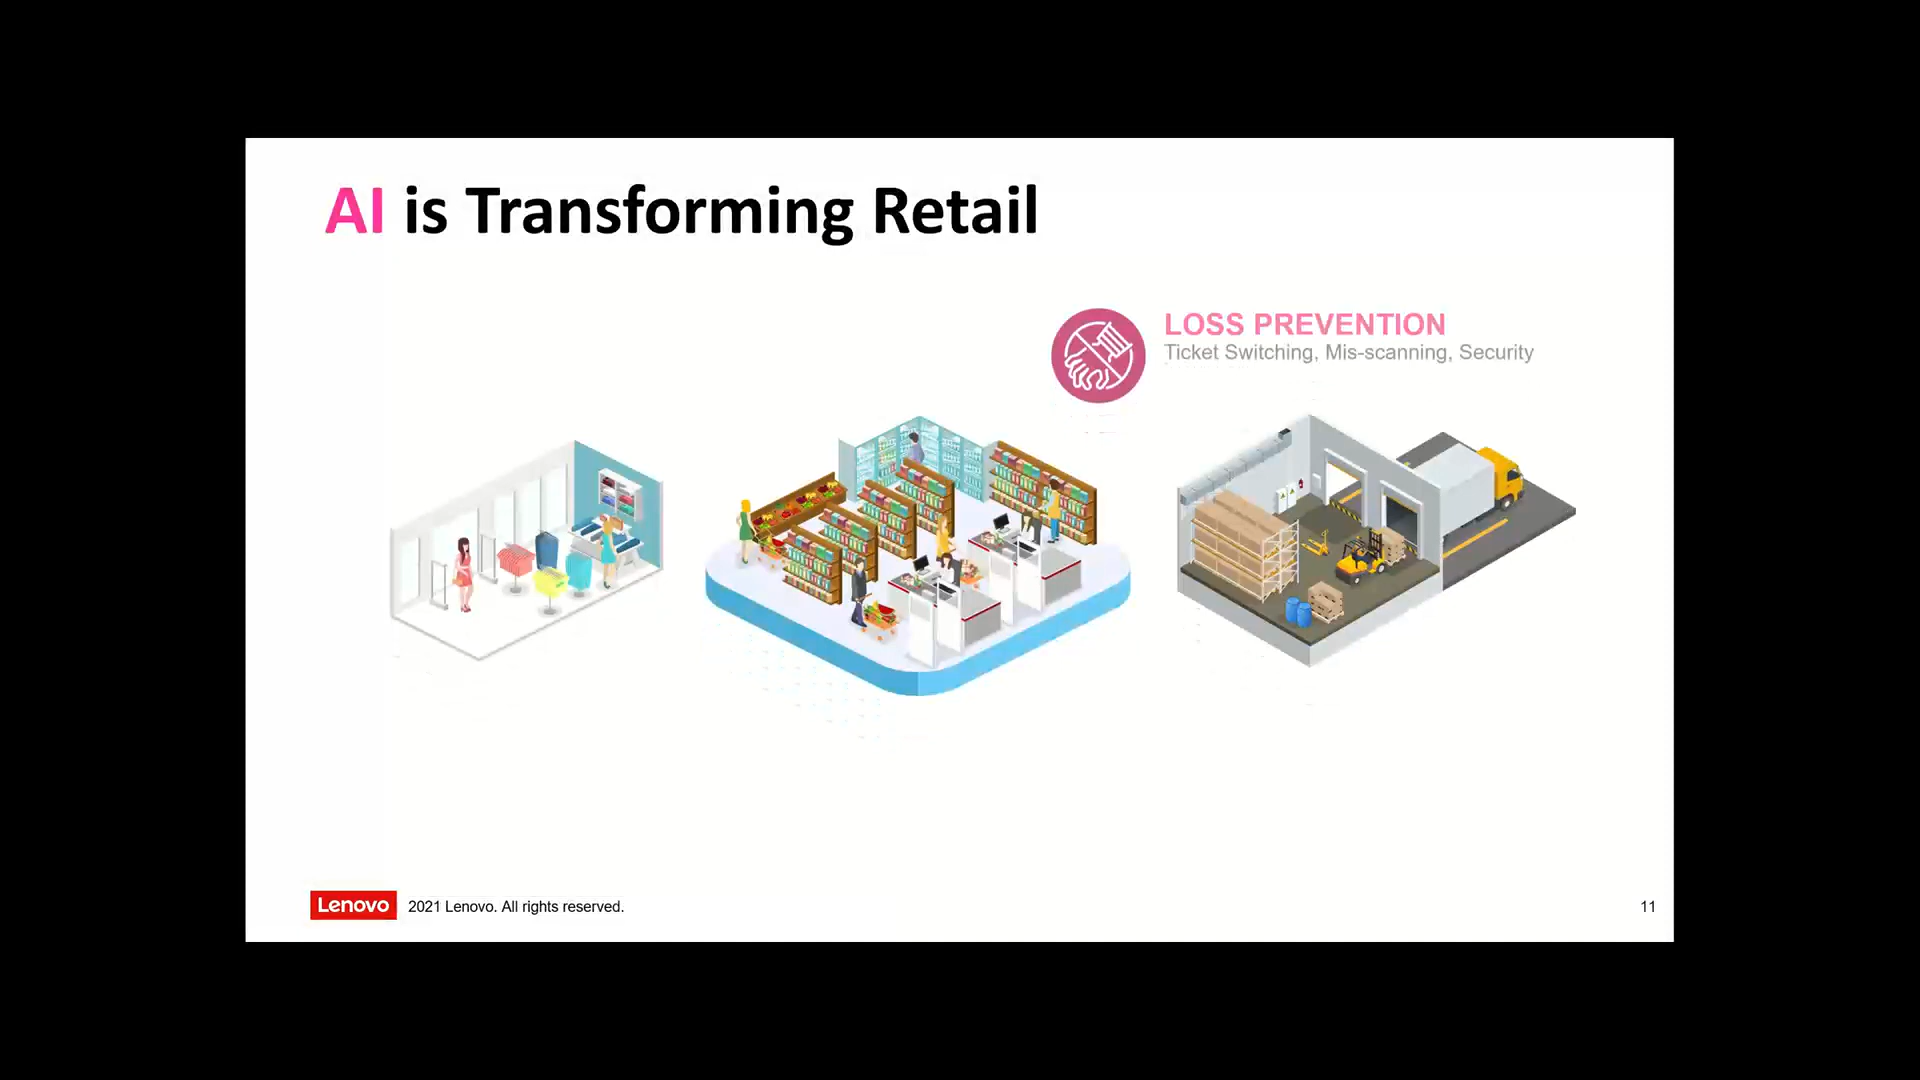 AI is Transforming Retail
LOSS PREVENTION
Ticket Switching, Mis-scanning, Security
Lenovo 2021 Lenovo. All rights reserved.
11